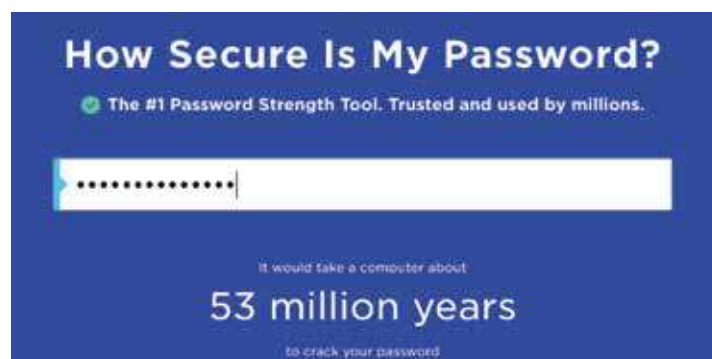 How Secure Is My Password?
The #1 Password Strength Tool. Trusted and used by millions.
••••••••••••••
It would take a computer about
53 million years
to crack your password